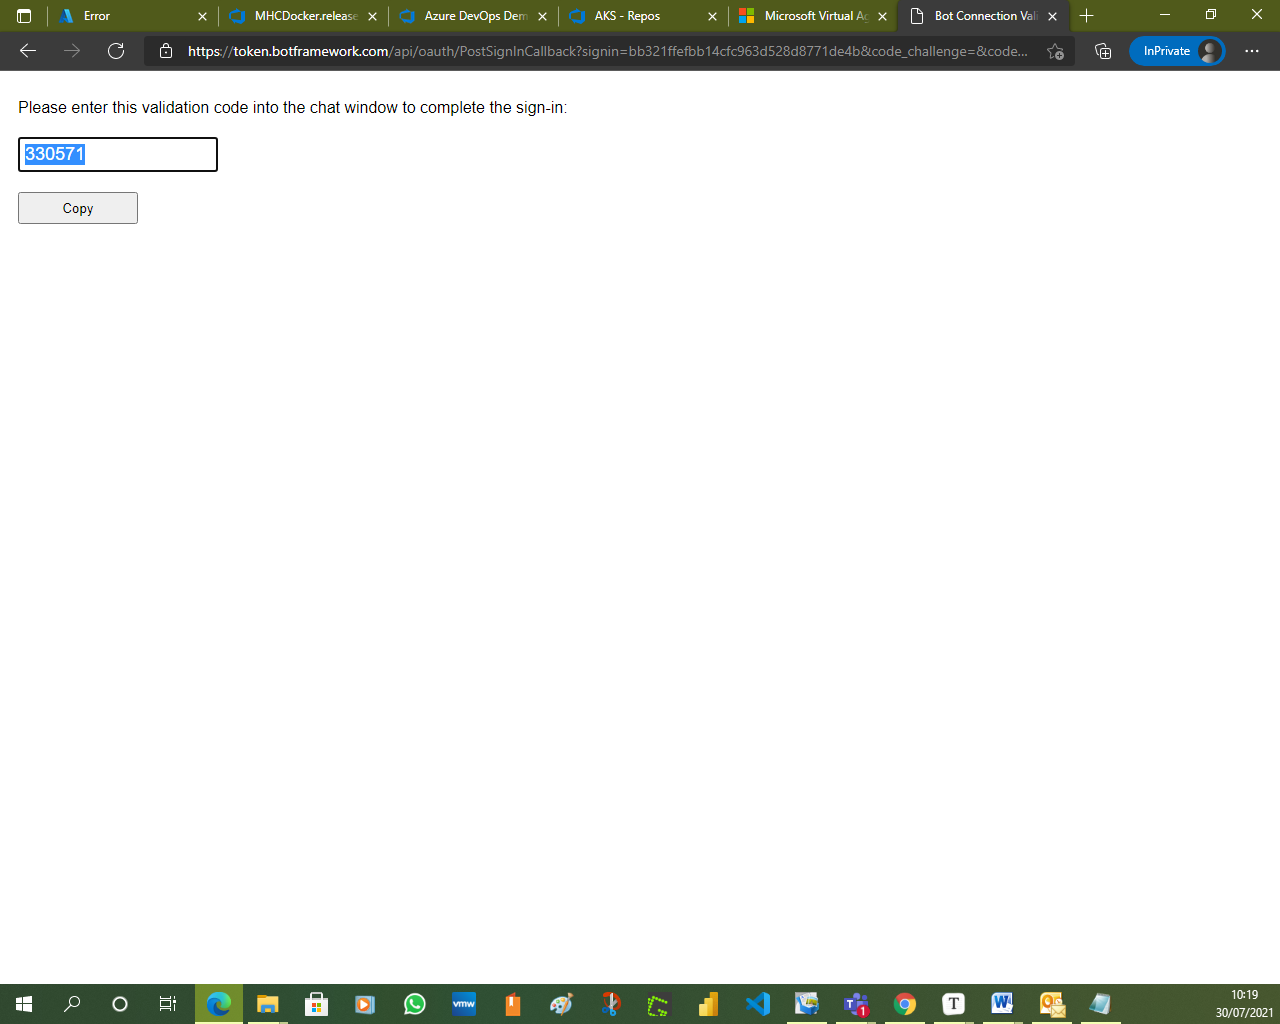 Error
MHCDocker.release
Azure DevOps Dem
AKS - Repos
Microsoft Virtual Ag
Bot Connection Vali
https://token.botframework.com/api/oauth/PostSignInCallback?signin=bb321ffefbb14cfc963d528d8771de4b&code_challenge=&code...
InPrivate
Please enter this validation code into the chat window to complete the sign-in:
330571
Copy
vmw
1
T
W
10:19
30/07/2021